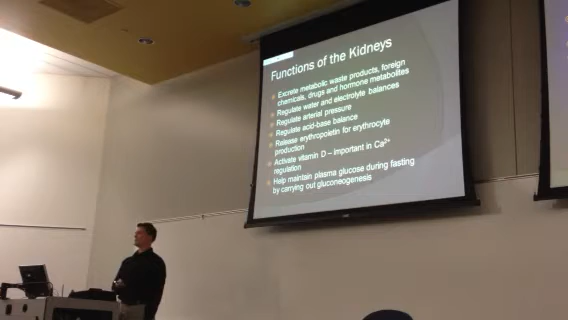 Functions of the Kidneys
Excrete metabolic waste products, foreign
chemicals, drugs and hormone metabolites
Regulate water and electrolyte balances
Regulate arterial pressure
Regulate acid-base balance
Release erythropoietin for erythrocyte
production
Activate vitamin D – Important in Ca²⁺
regulation
Help maintain plasma glucose during fasting
by carrying out gluconeogenesis